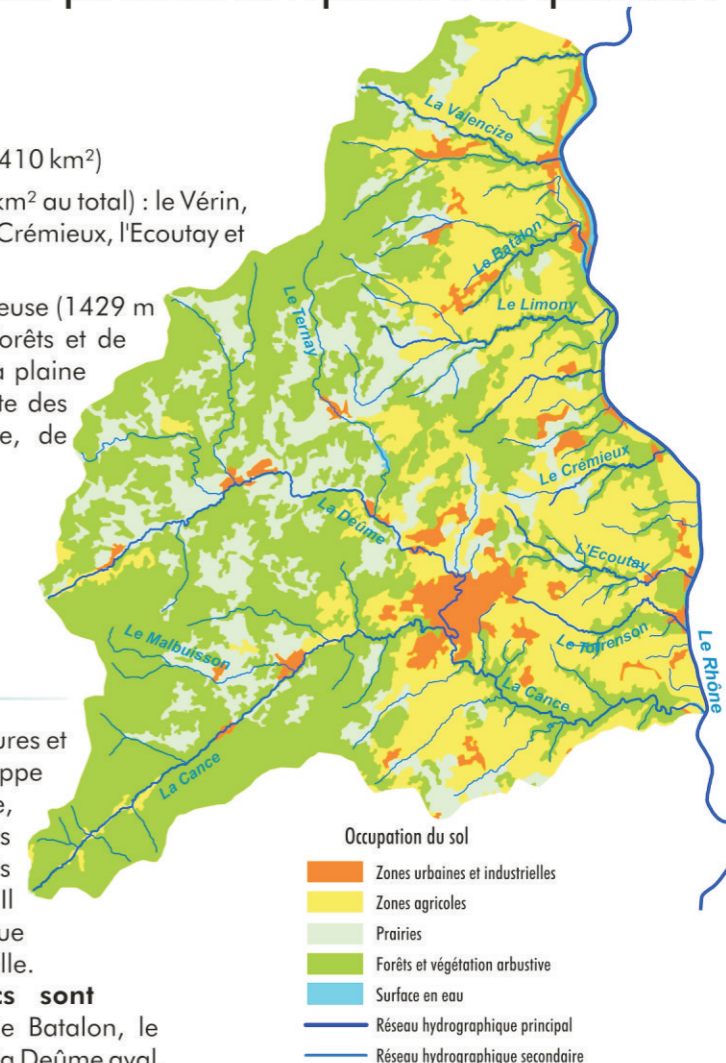 410 km²)
km² au total) : le Vérin,
Crémieux, l'Ecoutay et
euse (1429 m
orêts et de
a plaine
te des
e, de
La Valencize
Le Batalon
Le Ternay
Le Limony
Le Crémieux
La Deûme
L'Ecoutay
Le Malbuisson
Le Torrenson
Le Rhône
La Cance
La Cance
ures et
ppe
e,
s
s
ll
ue
lle.
cs sont
e Batalon, le
la Deûme aval
Occupation du sol
Zones urbaines et industrielles
Zones agricoles
Prairies
Forêts et végétation arbustive
Surface en eau
Réseau hydrographique principal
Réseau hydrographique secondaire